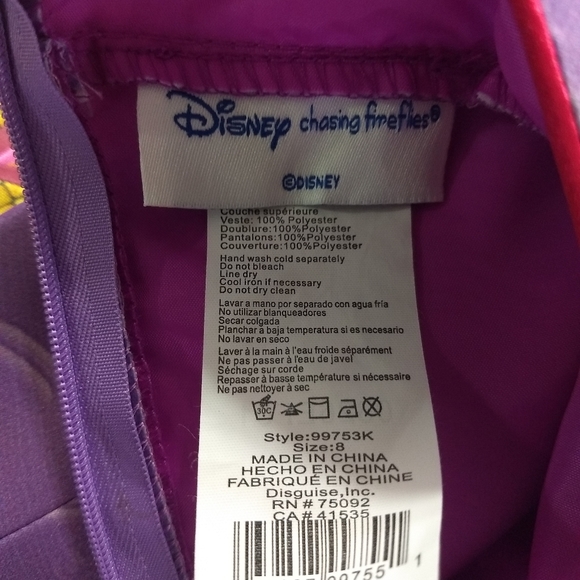 Disney chasing fireflies®
©DISNEY
Couche supérieure
Veste: 100% Polyester
Doublure:100%Polyester
Pantalons:100%Polyester
Couverture:100%Polyester
Hand wash cold separately
Do not bleach
Line dry
Cool iron if necessary
Do not dry clean
Lavar a mano por separado con agua fría
No utilizar blanqueadores
Secar colgada
Planchar a baja temperatura si es necesario
No lavar en seco
Laver à la main à l'eau froide séparément
Ne pas passer à l'eau de javel
Séchage sur corde
Repasser à basse température si nécessaire
Ne pas nettoyer à sec
30C
Style:99753K
Size:8
MADE IN CHINA
HECHO EN CHINA
FABRIQUÉ EN CHINE
Disguise,Inc.
RN # 75092
CA# 41535
99755 1